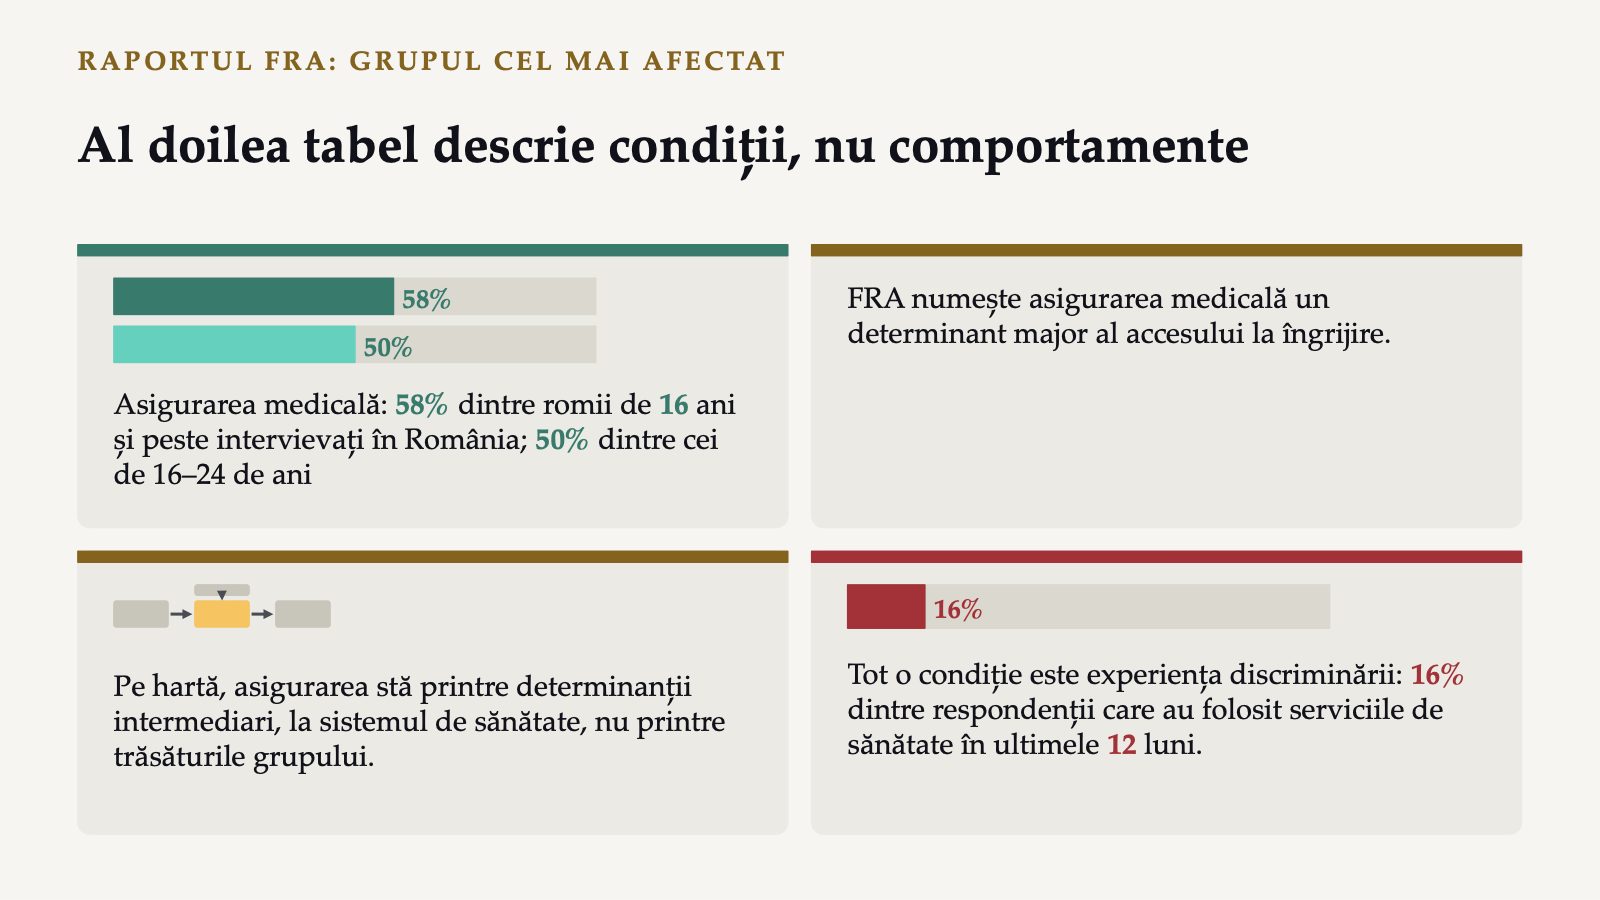 RAPORTUL FRA: GRUPUL CEL MAI AFECTAT
Al doilea tabel descrie condiții, nu comportamente
58%
50%
Asigurarea medicală: 58% dintre romii de 16 ani
și peste intervievați în România; 50% dintre cei
de 16–24 de ani
FRA numește asigurarea medicală un
determinant major al accesului la îngrijire.
Pe hartă, asigurarea stă printre determinanții
intermediari, la sistemul de sănătate, nu printre
trăsăturile grupului.
16%
Tot o condiție este experiența discriminării: 16%
dintre respondenții care au folosit serviciile de
sănătate în ultimele 12 luni.